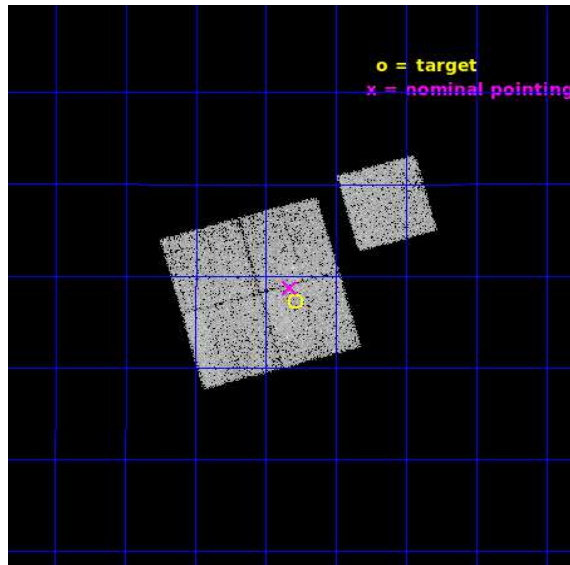 o = target
x = nominal pointing